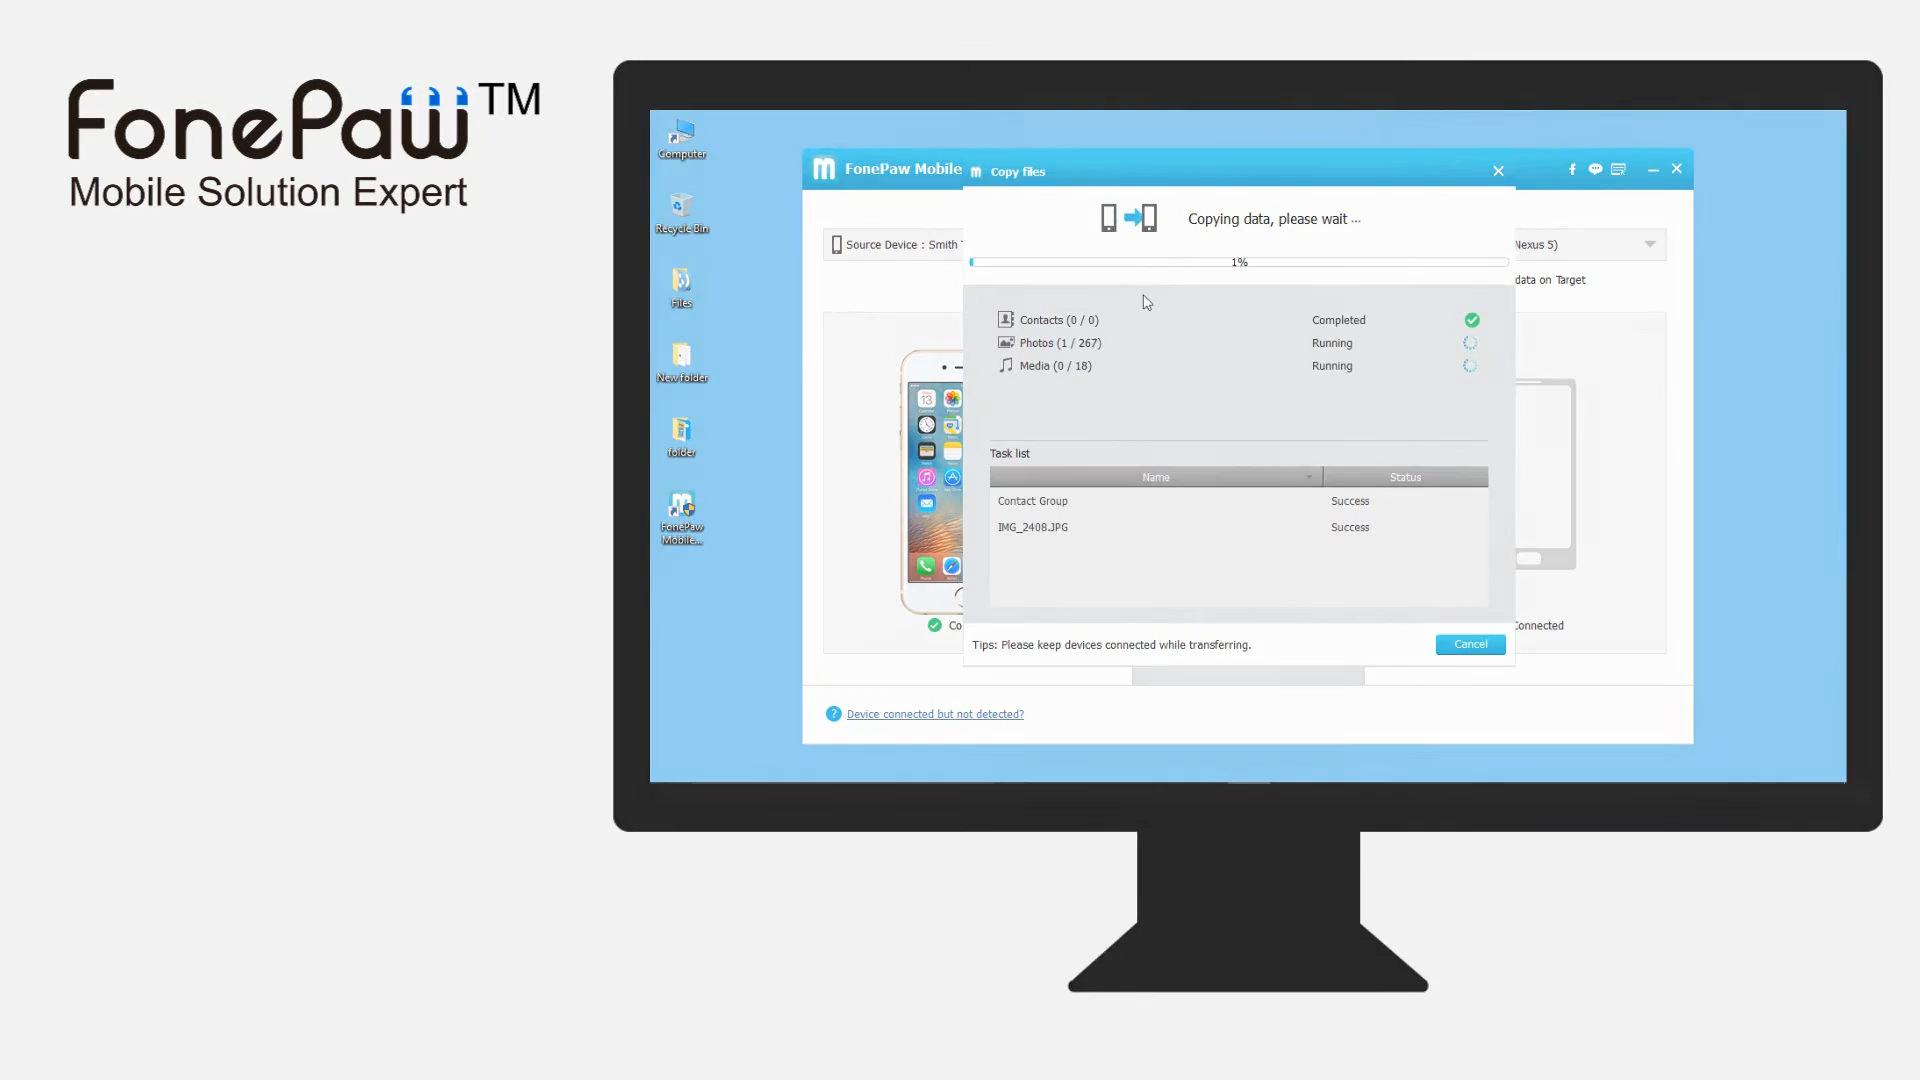 FonePaw™
Mobile Solution Expert
Computer
Recycle Bin
Files
New folder
folder
FonePaw
Mobile...
FonePaw Mobile
Copy files
Copying data, please wait ...
Source Device : Smith
Nexus 5)
1%
data on Target
Contacts (0 / 0) Completed
Photos (1 / 267) Running
Media (0 / 18) Running
Task list
Name Status
Contact Group Success
IMG_2408.JPG Success
Co
Connected
Tips: Please keep devices connected while transferring.
Cancel
? Device connected but not detected?
13